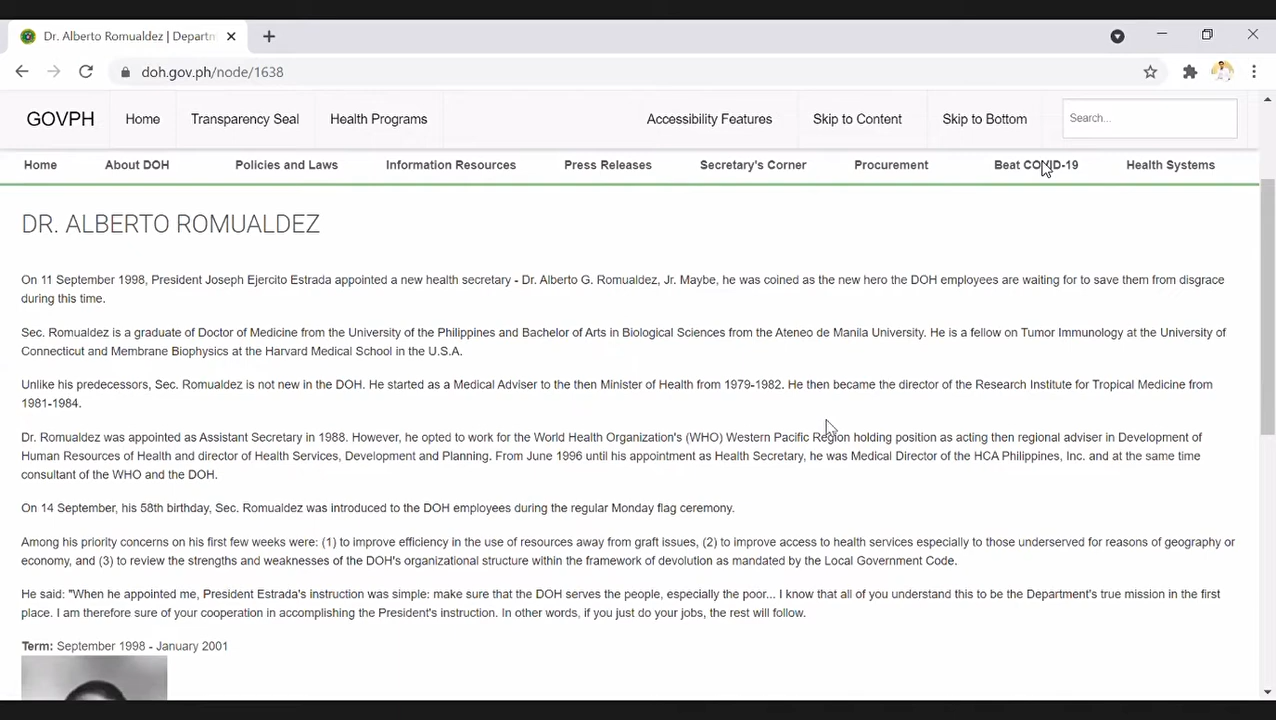 Dr. Alberto Romualdez | Departn
doh.gov.ph/node/1638
GOVPH Home Transparency Seal Health Programs Accessibility Features Skip to Content Skip to Bottom Search...
Home About DOH Policies and Laws Information Resources Press Releases Secretary's Corner Procurement Beat COVID-19 Health Systems
DR. ALBERTO ROMUALDEZ
On 11 September 1998, President Joseph Ejercito Estrada appointed a new health secretary - Dr. Alberto G. Romualdez, Jr. Maybe, he was coined as the new hero the DOH employees are waiting for to save them from disgrace
during this time.
Sec. Romualdez is a graduate of Doctor of Medicine from the University of the Philippines and Bachelor of Arts in Biological Sciences from the Ateneo de Manila University. He is a fellow on Tumor Immunology at the University of
Connecticut and Membrane Biophysics at the Harvard Medical School in the U.S.A.
Unlike his predecessors, Sec. Romualdez is not new in the DOH. He started as a Medical Adviser to the then Minister of Health from 1979-1982. He then became the director of the Research Institute for Tropical Medicine from
1981-1984.
Dr. Romualdez was appointed as Assistant Secretary in 1988. However, he opted to work for the World Health Organization's (WHO) Western Pacific Region holding position as acting then regional adviser in Development of
Human Resources of Health and director of Health Services, Development and Planning. From June 1996 until his appointment as Health Secretary, he was Medical Director of the HCA Philippines, Inc. and at the same time
consultant of the WHO and the DOH.
On 14 September, his 58th birthday, Sec. Romualdez was introduced to the DOH employees during the regular Monday flag ceremony.
Among his priority concerns on his first few weeks were: (1) to improve efficiency in the use of resources away from graft issues, (2) to improve access to health services especially to those underserved for reasons of geography or
economy, and (3) to review the strengths and weaknesses of the DOH's organizational structure within the framework of devolution as mandated by the Local Government Code.
He said: "When he appointed me, President Estrada's instruction was simple: make sure that the DOH serves the people, especially the poor... I know that all of you understand this to be the Department's true mission in the first
place. I am therefore sure of your cooperation in accomplishing the President's instruction. In other words, if you just do your jobs, the rest will follow.
Term: September 1998 - January 2001